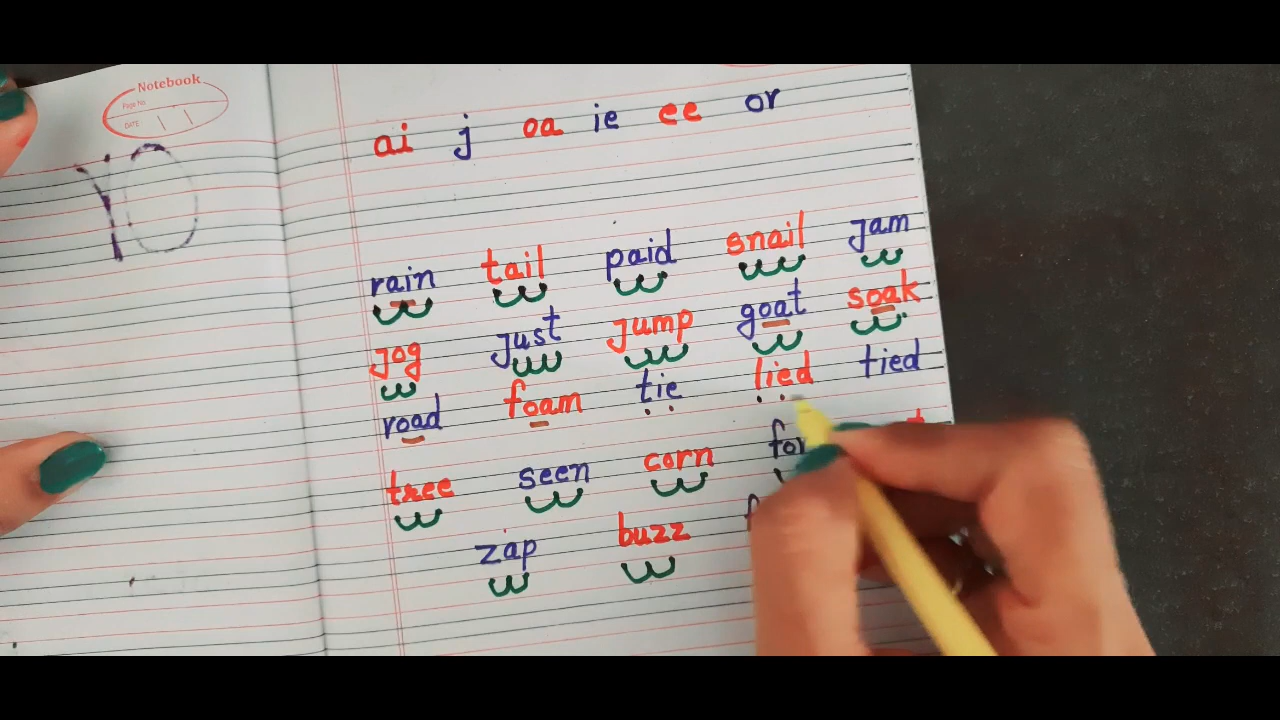 Notebook
Page No.
DATE
10
ai j oa ie ee or
rain tail paid snail jam
jog just jump goat soak
road foam tie lied tied
tree seen corn
zap buzz